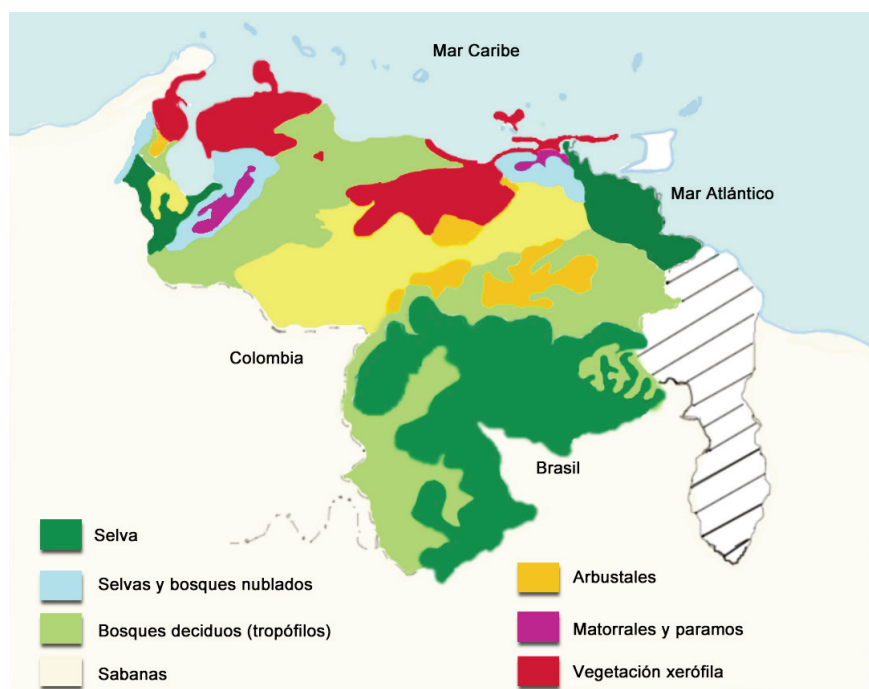 Mar Caribe
Mar Atlántico
Colombia
Brasil
Selva
Selvas y bosques nublados
Bosques deciduos (tropófilos)
Sabanas
Arbustales
Matorrales y paramos
Vegetación xerófila